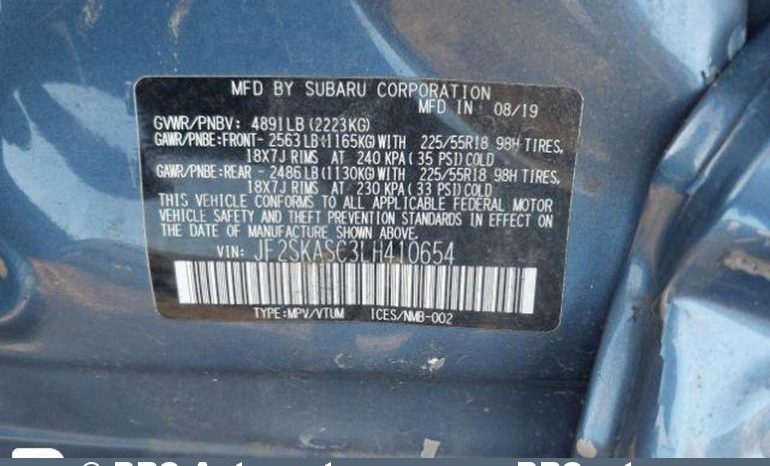 MFD BY SUBARU CORPORATION
MFD IN 08/19
GVWR/PNBV: 4891LB(2223KG)
GAWR/PNBE:FRONT- 2563LB(1165KG)WITH 225/55R18 98H TIRES,
18X7J RIMS AT 240 KPA(35 PSI)COLD
GAWR/PNBE:REAR - 2486LB(1130KG)WITH 225/55R18 98H TIRES,
18X7J RIMS AT 230 KPA(33 PSI)COLD
THIS VEHICLE CONFORMS TO ALL APPLICABLE FEDERAL MOTOR
VEHICLE SAFETY AND THEFT PREVENTION STANDARDS IN EFFECT ON
THE DATE OF MANUFACTURE SHOWN ABOVE.
VIN: JF2SKASC3LH410654
TYPE:MPV/VTUM ICES/NMB-002